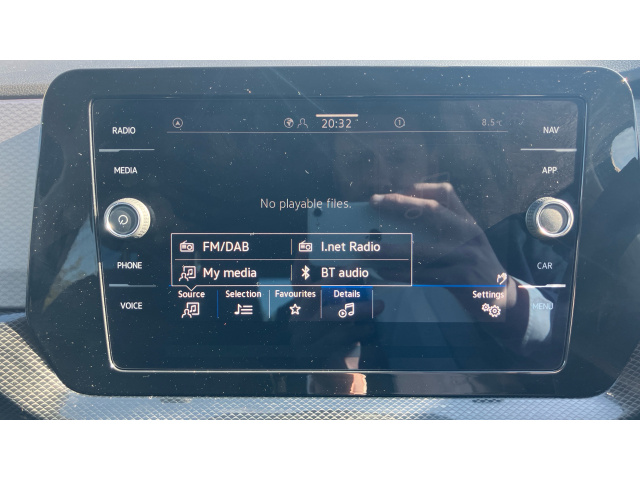 RADIO
20:32
1
8.5°C
NAV
MEDIA
APP
No playable files.
FM/DAB
I.net Radio
My media
BT audio
PHONE
CAR
Source
Selection
Favourites
Details
Settings
VOICE
MENU